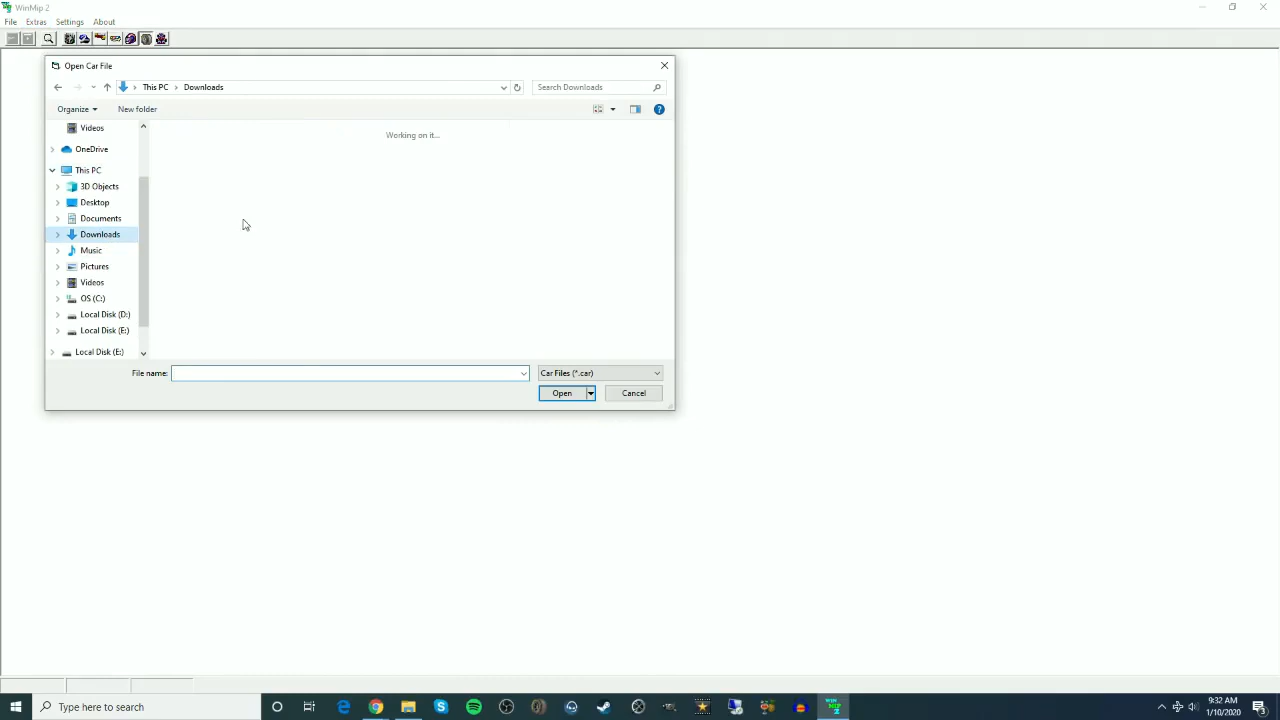 WinMip 2
File Extras Settings About
Open Car File
This PC Downloads
Search Downloads
Organize
New folder
Videos
Working on it...
OneDrive
This PC
3D Objects
Desktop
Documents
Downloads
Music
Pictures
Videos
OS (C:)
Local Disk (D:)
Local Disk (E:)
Local Disk (E:)
File name:
Car Files (*.car)
Open
Cancel
Type here to search
9:32 AM
1/10/2020